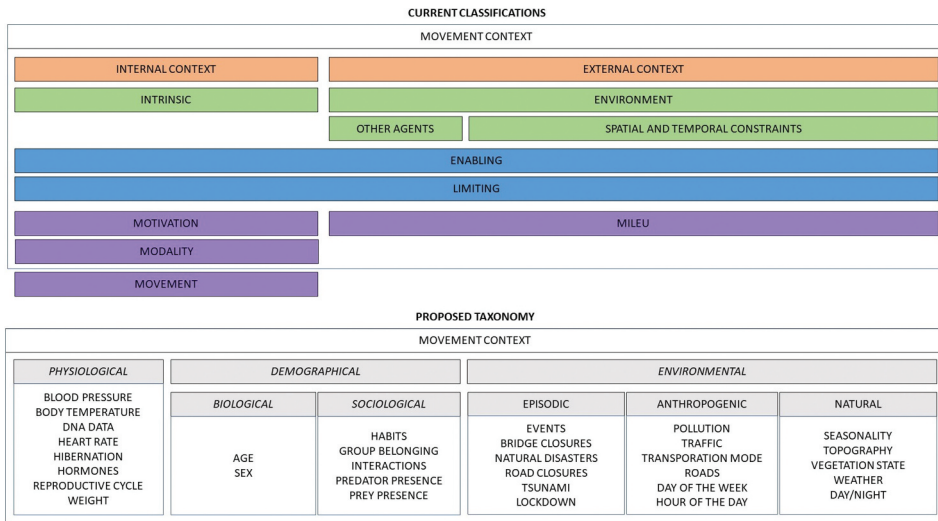 CURRENT CLASSIFICATIONS
MOVEMENT CONTEXT
INTERNAL CONTEXT
EXTERNAL CONTEXT
INTRINSIC
ENVIRONMENT
OTHER AGENTS
SPATIAL AND TEMPORAL CONSTRAINTS
ENABLING
LIMITING
MOTIVATION
MILEU
MODALITY
MOVEMENT
PROPOSED TAXONOMY
MOVEMENT CONTEXT
PHYSIOLOGICAL
BLOOD PRESSURE
BODY TEMPERATURE
DNA DATA
HEART RATE
HIBERNATION
HORMONES
REPRODUCTIVE CYCLE
WEIGHT
DEMOGRAPHICAL
BIOLOGICAL
AGE
SEX
SOCIOLOGICAL
HABITS
GROUP BELONGING
INTERACTIONS
PREDATOR PRESENCE
PREY PRESENCE
ENVIRONMENTAL
EPISODIC
EVENTS
BRIDGE CLOSURES
NATURAL DISASTERS
ROAD CLOSURES
TSUNAMI
LOCKDOWN
ANTHROPOGENIC
POLLUTION
TRAFFIC
TRANSPORATION MODE
ROADS
DAY OF THE WEEK
HOUR OF THE DAY
NATURAL
SEASONALITY
TOPOGRAPHY
VEGETATION STATE
WEATHER
DAY/NIGHT